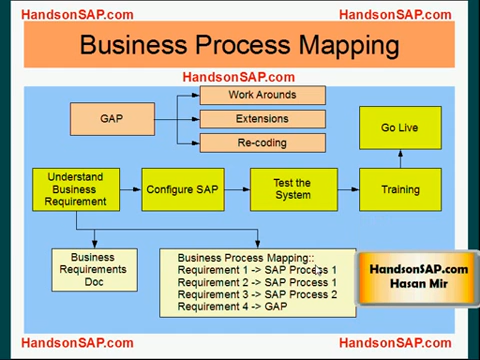 HandsonSAP.com
HandsonSAP.com
Business Process Mapping
HandsonSAP.com
GAP
Work Arounds
Extensions
Re-coding
Go Live
Understand
Business
Requirement
Configure SAP
Test the
System
Training
Business
Requirements
Doc
Business Process Mapping::
Requirement 1 -> SAP Process 1
Requirement 2 -> SAP Process 1
Requirement 3 -> SAP Process 2
Requirement 4 -> GAP
HandsonSAP.com
Hasan Mir
HandsonSAP.com
HandsonSAP.com